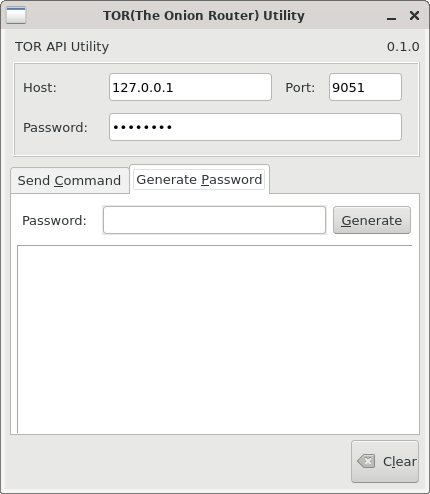 TOR(The Onion Router) Utility
TOR API Utility 0.1.0
Host: 127.0.0.1 Port: 9051
Password: ••••••••
Send Command Generate Password
Password: Generate
Clear